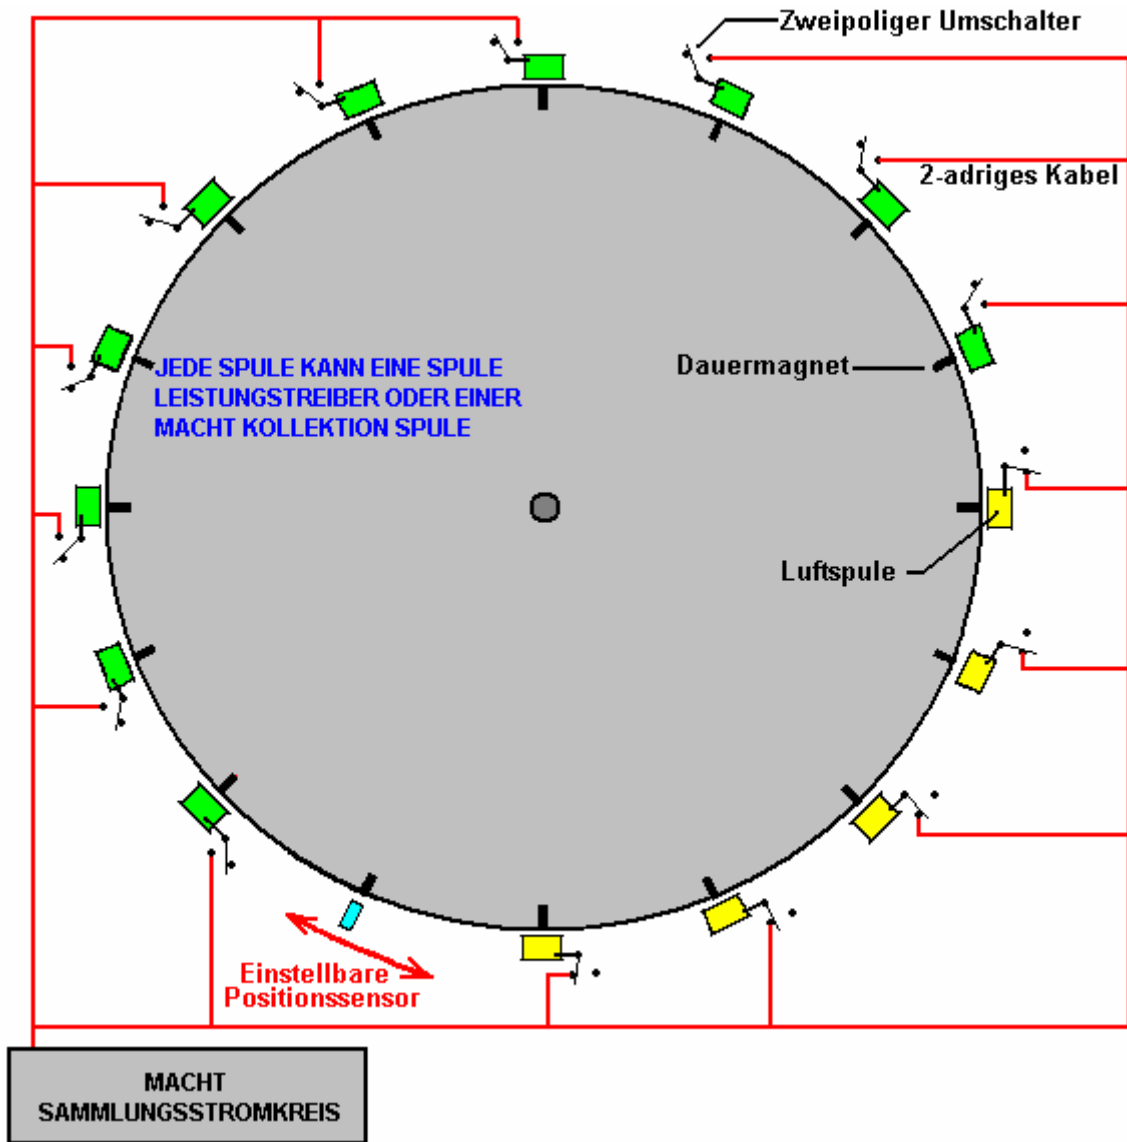 Zweipoliger Umschalter
2-adriges Kabel
JEDE SPULE KANN EINE SPULE
LEISTUNGSTREIBER ODER EINER
MACHT KOLLEKTION SPULE
Dauermagnet
Luftspule
Einstellbare
Positionssensor
MACHT
SAMMLUNGSSTROMKREIS